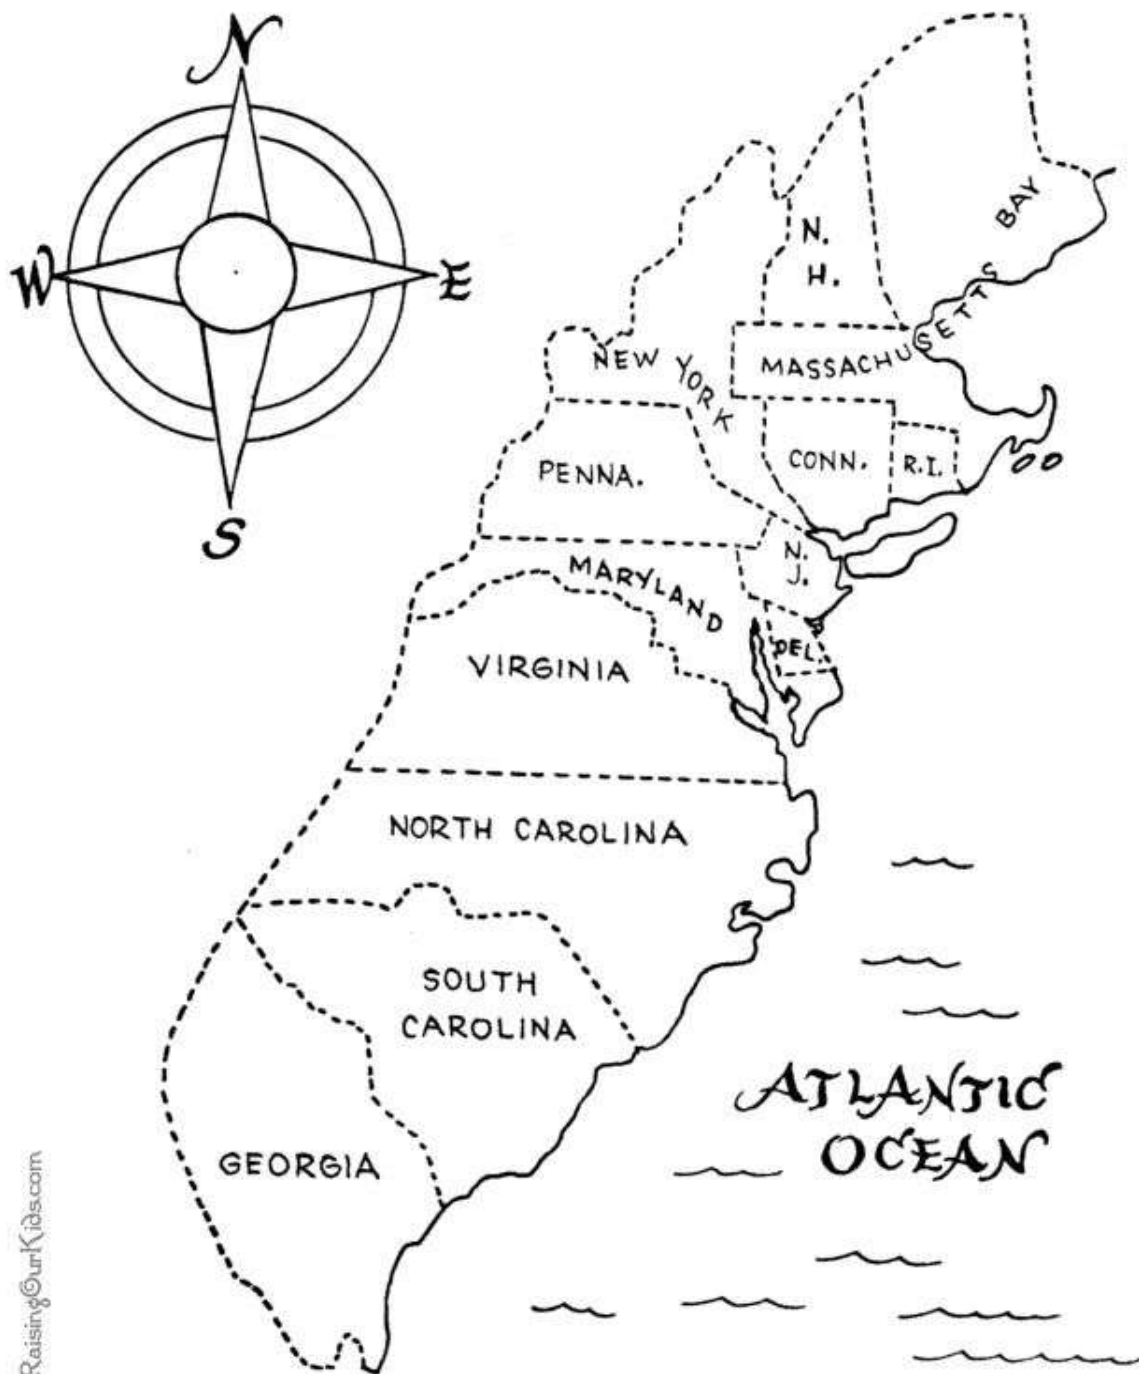 N
W
E
S
N.
H.
BAY
MASSACHUSETTS
NEW YORK
PENNA.
CONN.
R.I.
N.
J.
MARYLAND
DEL.
VIRGINIA
NORTH CAROLINA
SOUTH
CAROLINA
GEORGIA
ATLANTIC
OCEAN
RaisingOurKids.com